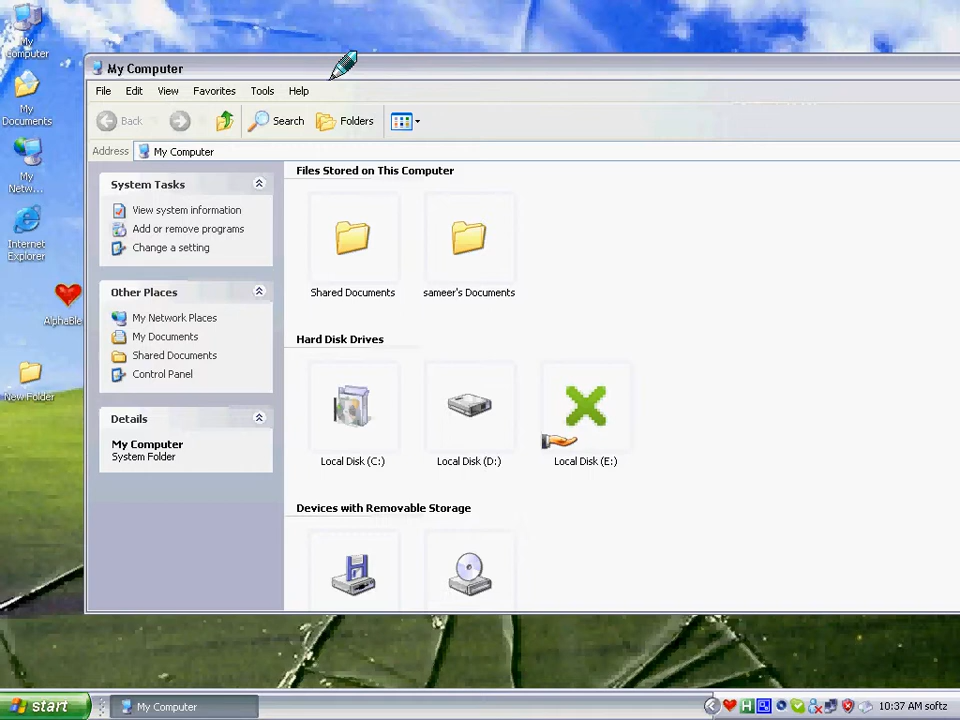 My
Computer
My
Documents
My
Netw...
Internet
Explorer
New Folder
My Computer
File Edit View Favorites Tools Help
Back Search Folders
Address My Computer
System Tasks
View system information
Add or remove programs
Change a setting
Other Places
My Network Places
My Documents
Shared Documents
Control Panel
Details
My Computer
System Folder
Files Stored on This Computer
Shared Documents sameer's Documents
Hard Disk Drives
Local Disk (C:) Local Disk (D:) Local Disk (E:)
Devices with Removable Storage
start My Computer 10:37 AM softz